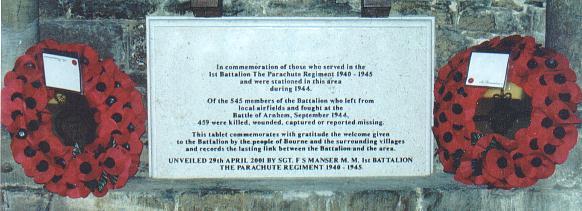 In commemoration of those who served in the
1st Battalion The Parachute Regiment 1940 - 1945
and were stationed in this area
during 1944.
Of the 545 members of the Battalion who left from
local airfields and fought at the
Battle of Arnhem, September 1944,
459 were killed, wounded, captured or reported missing.
This tablet commemorates with gratitude the welcome given
to the Battalion by the people of Bourne and the surrounding villages
and records the lasting link between the Battalion and the area.
UNVEILED 29th APRIL 2001 BY SGT. F S MANSER M. M. 1st BATTALION
THE PARACHUTE REGIMENT 1940 - 1945.